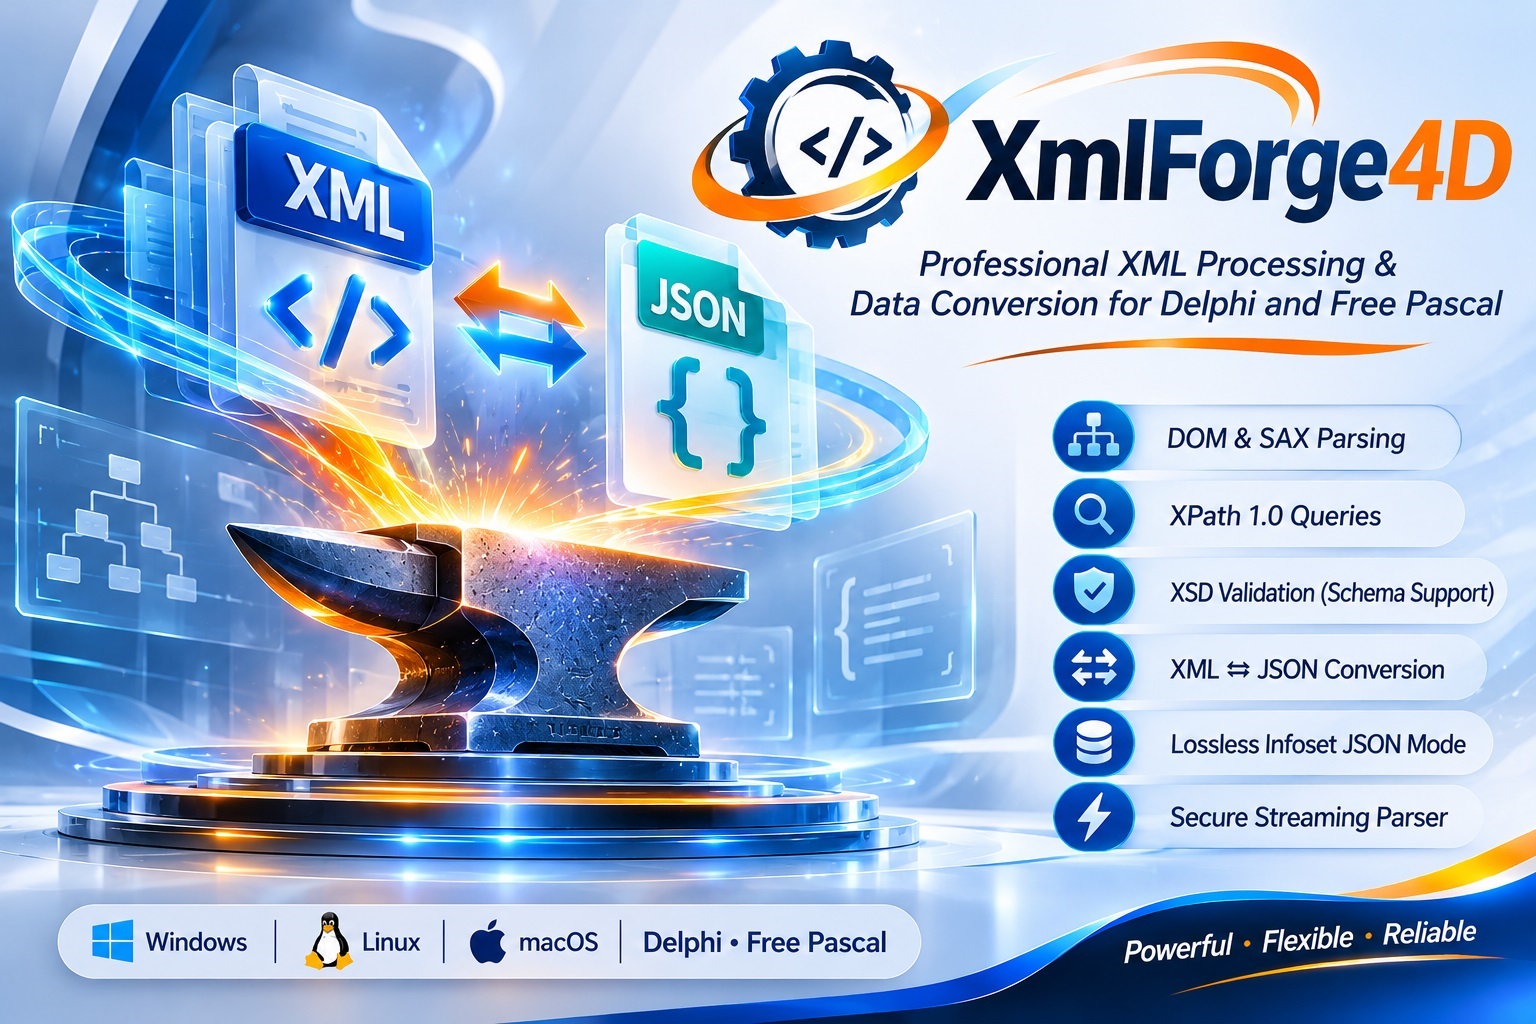 XML
</>
JSON
{ }
</>
XmlForge4D
Professional XML Processing &
Data Conversion for Delphi and Free Pascal
DOM & SAX Parsing
XPath 1.0 Queries
XSD Validation (Schema Support)
XML ⇔ JSON Conversion
Lossless Infoset JSON Mode
Secure Streaming Parser
Windows | Linux | macOS | Delphi • Free Pascal
Powerful • Flexible • Reliable